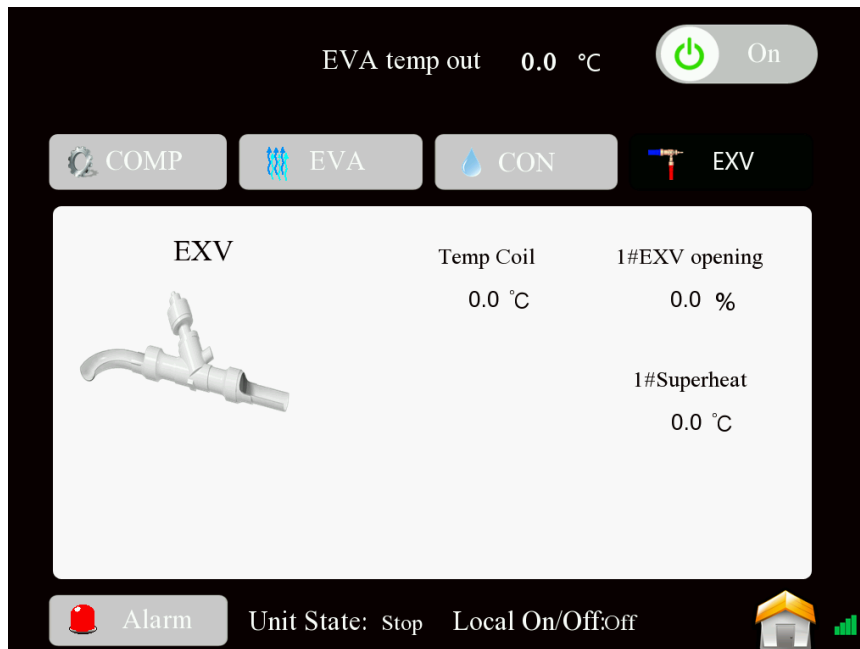 EVA temp out 0.0 °C On
COMP EVA CON EXV
EXV
Temp Coil 1#EXV opening
0.0 °C 0.0 %
1#Superheat
0.0 °C
Alarm Unit State: Stop Local On/Off:Off